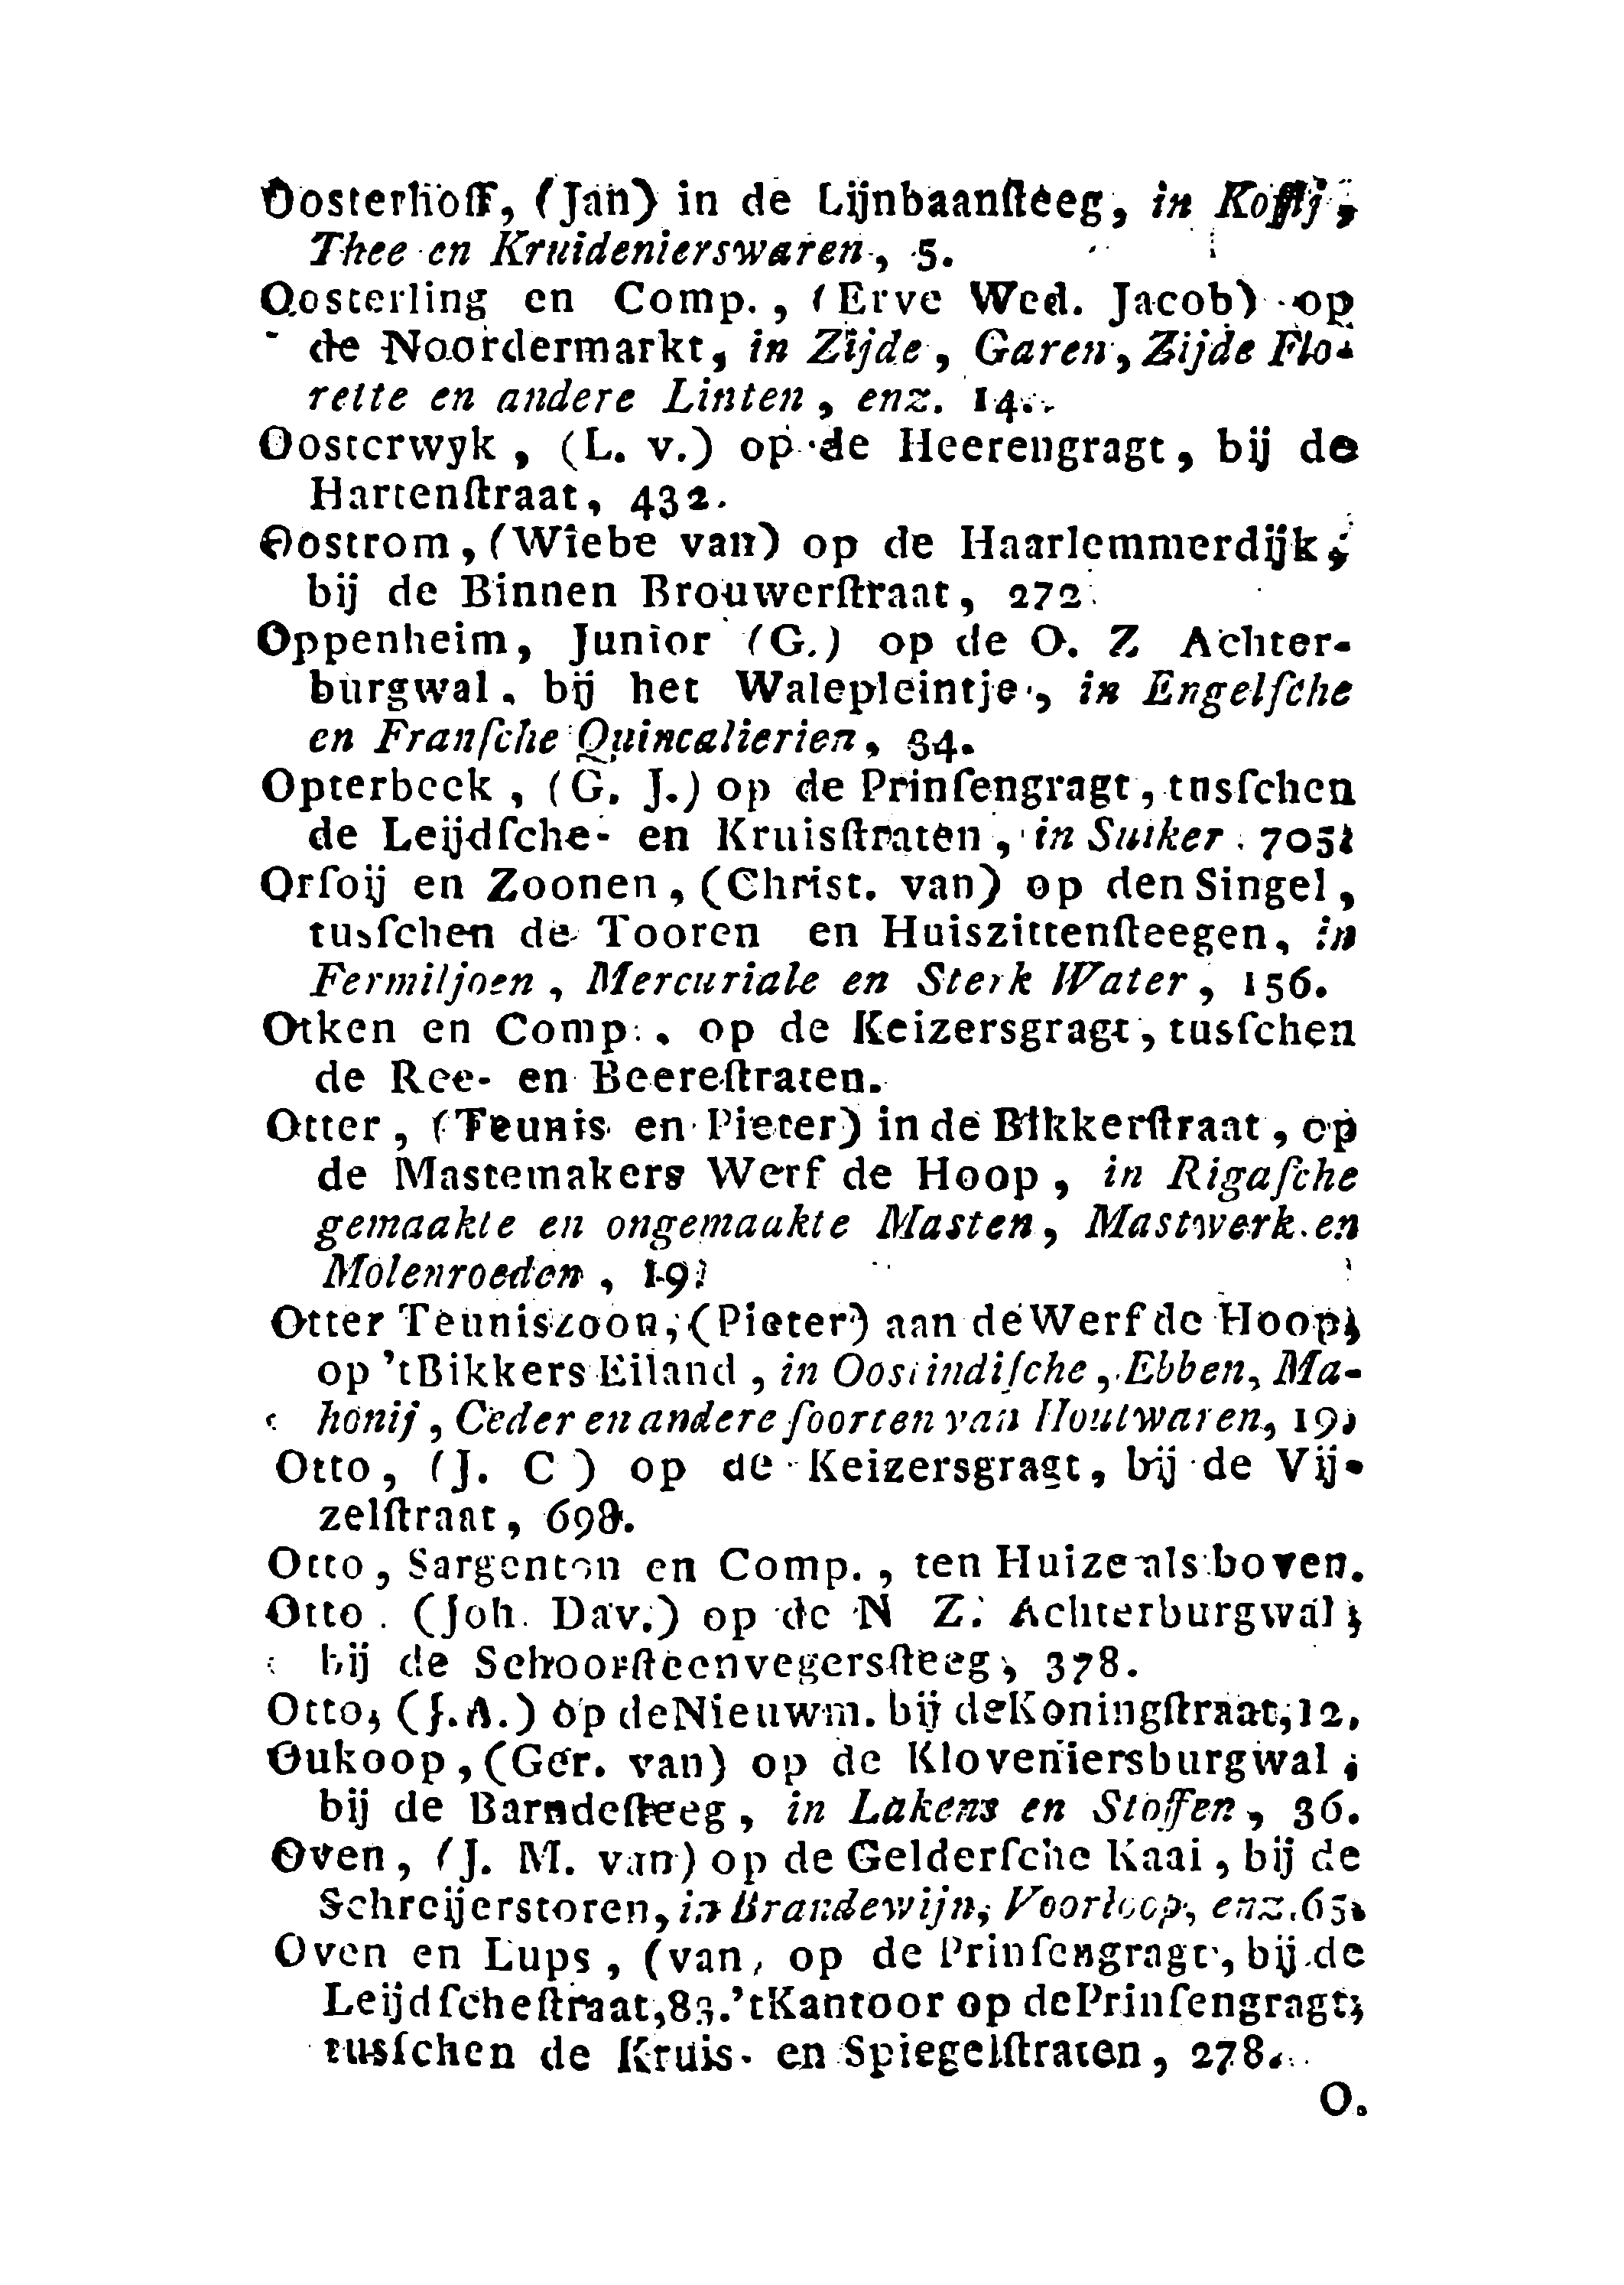 Oosterhoff, (Jan) in de Lijnbaanſteeg, in Koffij,
Thee en Kruidenierswaren, 5.
Oosterling en Comp., (Erve Wed. Jacob) op
de Noordermarkt, in Zijde, Garen, Zijde Flo-
rette en andere Linten, enz. 14.
Oosterwyk, (L. v.) op de Heerengragt, bij de
Hartenſtraat, 432.
Oostrom, (Wiebe van) op de Haarlemmerdijk,
bij de Binnen Brouwerſtraat, 272.
Oppenheim, Junior (G.) op de O. Z Achter-
burgwal, bij het Walepleintje, in Engelſche
en Franſche Quincalierien, 34.
Opterbeek, (G. J.) op de Prinſengragt, tusſchen
de Leijdſche- en Kruisſtraten, in Suiker. 705.
Orſoij en Zoonen, (Christ. van) op den Singel,
tusſchen de Tooren en Huiszittenſteegen, in
Fermiljoen, Mercuriale en Sterk Water, 156.
Otken en Comp., op de Keizersgragt, tusſchen
de Ree- en Beereſtraten.
Otter, (Teunis en Pieter) in de Bikkerſtraat, op
de Mastemakers Werf de Hoop, in Rigaſche
gemaakte en ongemaakte Masten, Mastwerk en
Molenroeden, 19.
Otter Teuniszoon, (Pieter) aan de Werf de Hoop,
op 't Bikkers Eiland, in Oostindiſche, Ebben, Ma-
honij, Ceder en andere ſoorten van Houtwaren, 19.
Otto, (J. C) op de Keizersgragt, bij de Vij-
zelſtraat, 698.
Otto, Sargenton en Comp., ten Huize als boven.
Otto. (Joh. Dav.) op de N Z. Achterburgwal,
bij de Schoorſteenvegersſteeg, 378.
Otto, (J. A.) op de Nieuwm. bij de Koningſtraat, 12.
Oukoop, (Ger. van) op de Kloveniersburgwal,
bij de Barndeſteeg, in Lakens en Stoffen, 36.
Oven, (J. M. van) op de Gelderſche Kaai, bij de
Schreijerstoren, in Brandewijn, Voorloop, enz. 65.
Oven en Lups, (van, op de Prinſengragt, bij de
Leijdſcheſtraat, 83. 't Kantoor op de Prinſengragt,
tusſchen de Kruis- en Spiegelſtraten, 278.
O.